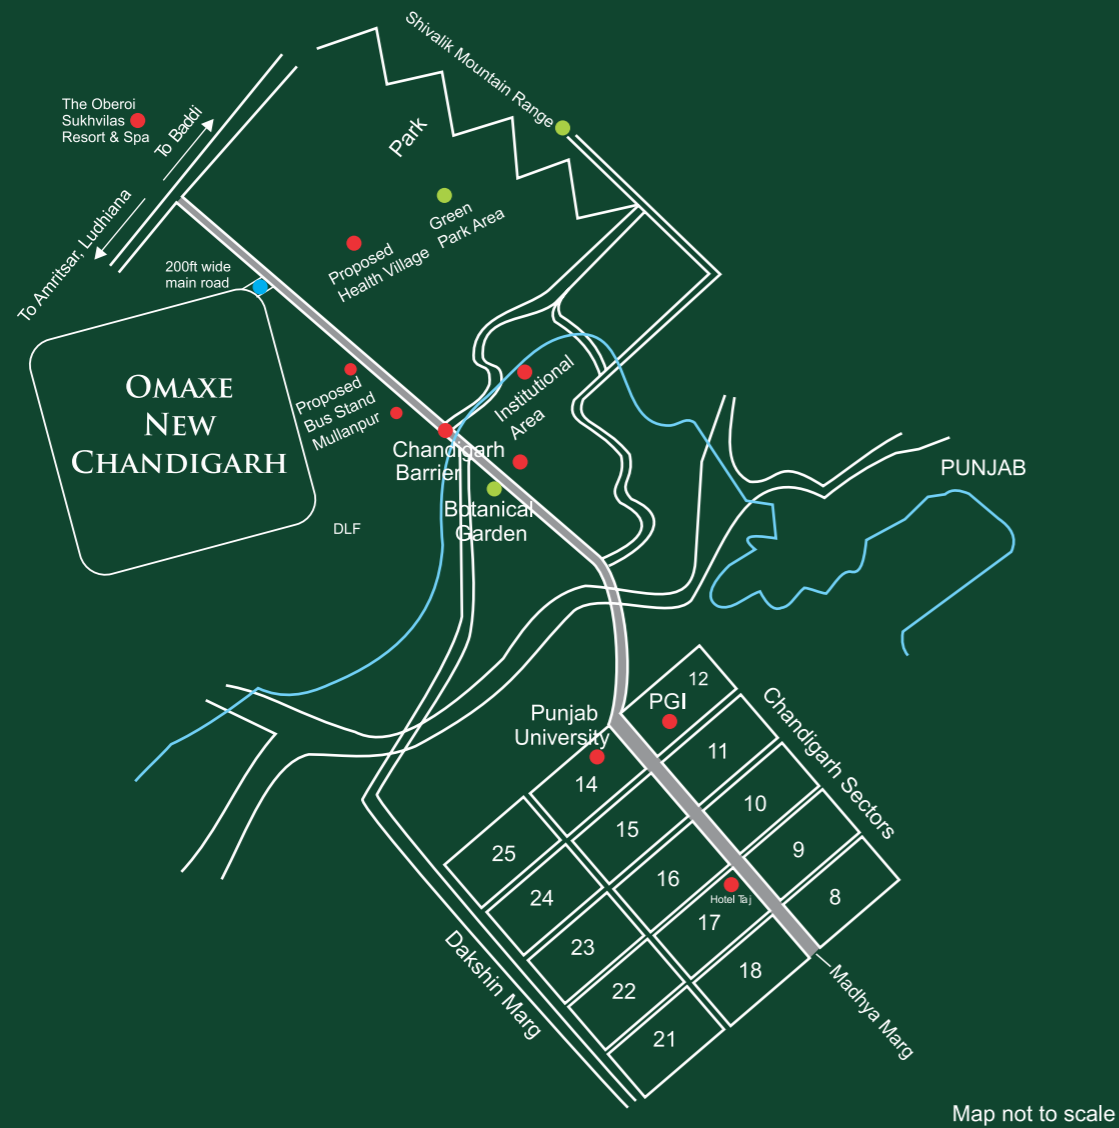 Shivalik Mountain Range
The Oberoi
Sukhvilas
Resort & Spa
To Baddi
Park
To Amritsar, Ludhiana
Green
Park Area
Proposed
Health Village
200ft wide
main road
OMAXE
NEW
CHANDIGARH
Proposed
Bus Stand
Mullanpur
Institutional
Area
Chandigarh
Barrier
Botanical
Garden
DLF
PUNJAB
12
PGI
Punjab
University
Chandigarh Sectors
11
14
10
15
9
25
16
8
24
Hotel Taj
17
23
18
22
21
Dakshin Marg
Madhya Marg
Map not to scale